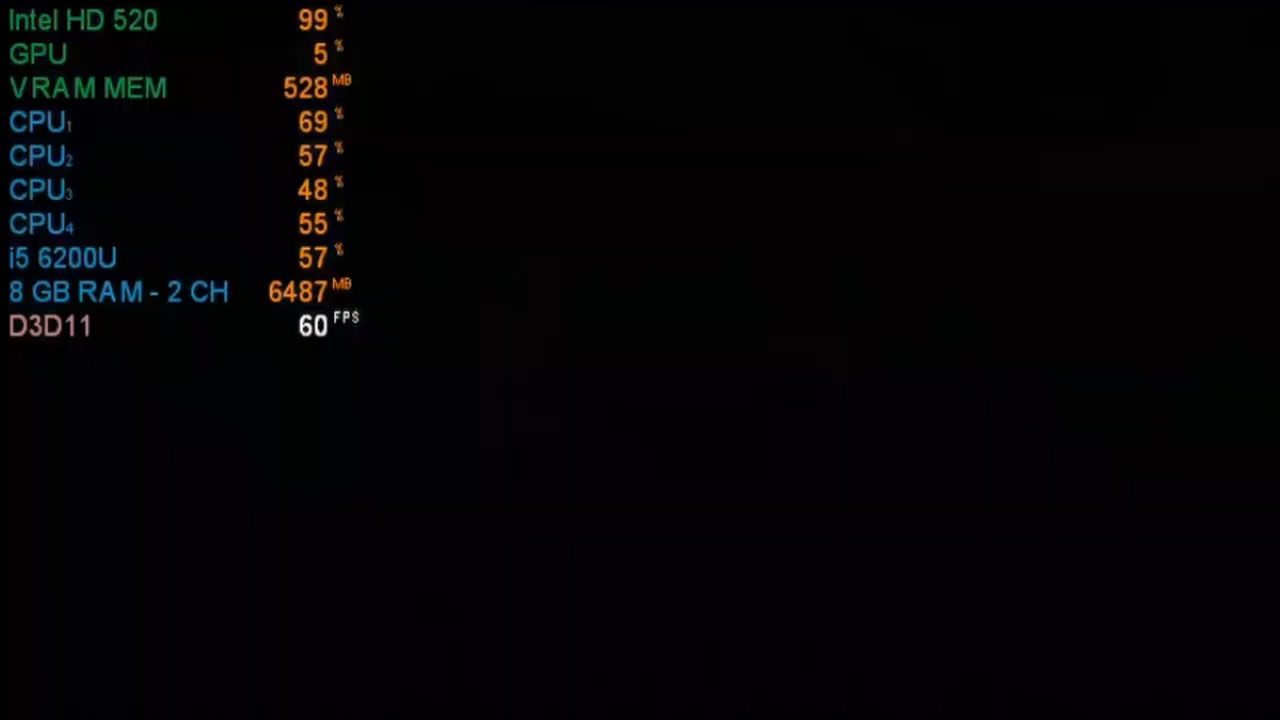 Intel HD 520 99 %
GPU 5 %
VRAM MEM 528 MB
CPU1 69 %
CPU2 57 %
CPU3 48 %
CPU4 55 %
i5 6200U 57 %
8 GB RAM - 2 CH 6487 MB
D3D11 60 FPS